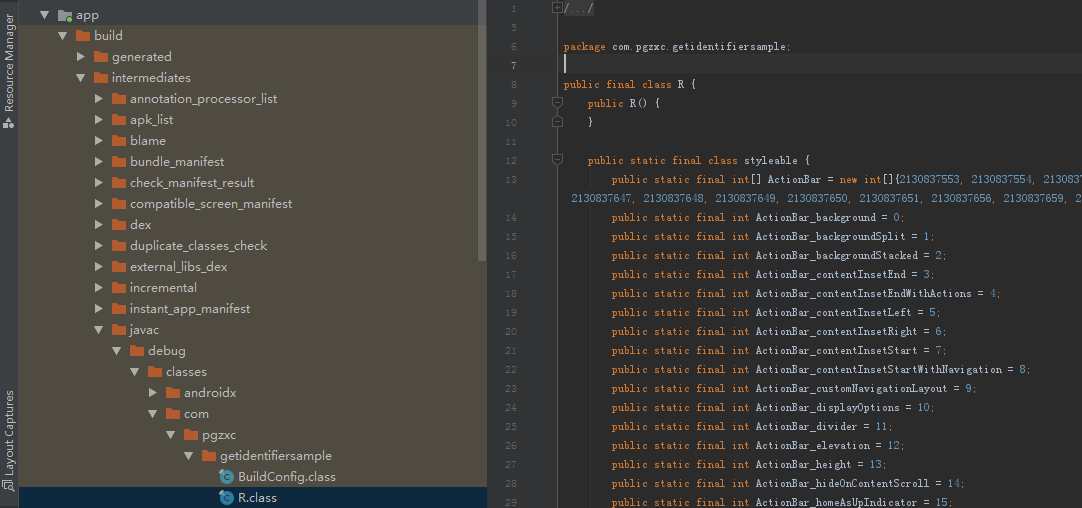 Resource Manager
Layout Captures
app
build
generated
intermediates
annotation_processor_list
apk_list
blame
bundle_manifest
check_manifest_result
compatible_screen_manifest
dex
duplicate_classes_check
external_libs_dex
incremental
instant_app_manifest
javac
debug
classes
androidx
com
pgzxc
getidentifiersample
BuildConfig.class
R.class
1 /.../
5
6 package com.pgzxc.getidentifiersample;
7
8 public final class R {
9 public R() {
10 }
11
12 public static final class styleable {
13 public static final int[] ActionBar = new int[]{2130837553, 2130837554, 213083
2130837647, 2130837648, 2130837649, 2130837650, 2130837651, 2130837656, 2130837659, 2
14 public static final int ActionBar_background = 0;
15 public static final int ActionBar_backgroundSplit = 1;
16 public static final int ActionBar_backgroundStacked = 2;
17 public static final int ActionBar_contentInsetEnd = 3;
18 public static final int ActionBar_contentInsetEndWithActions = 4;
19 public static final int ActionBar_contentInsetLeft = 5;
20 public static final int ActionBar_contentInsetRight = 6;
21 public static final int ActionBar_contentInsetStart = 7;
22 public static final int ActionBar_contentInsetStartWithNavigation = 8;
23 public static final int ActionBar_customNavigationLayout = 9;
24 public static final int ActionBar_displayOptions = 10;
25 public static final int ActionBar_divider = 11;
26 public static final int ActionBar_elevation = 12;
27 public static final int ActionBar_height = 13;
28 public static final int ActionBar_hideOnContentScroll = 14;
29 public static final int ActionBar_homeAsUpIndicator = 15;